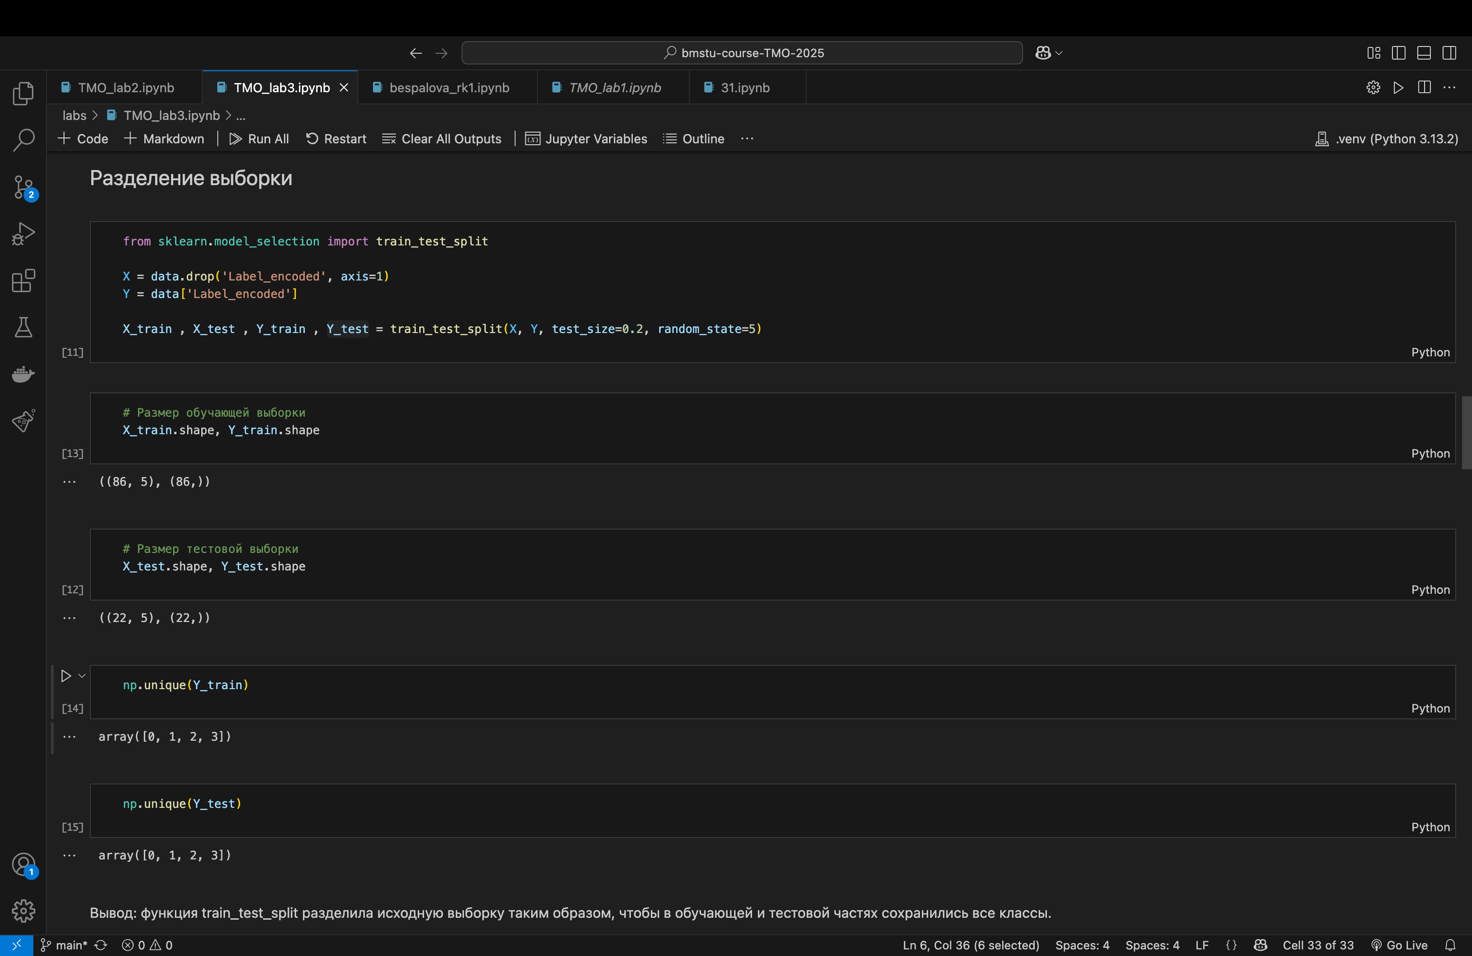 bmstu-course-TMO-2025
TMO_lab2.ipynb
TMO_lab3.ipynb
bespalova_rk1.ipynb
TMO_lab1.ipynb
31.ipynb
labs > TMO_lab3.ipynb > ...
+ Code + Markdown Run All Restart Clear All Outputs Jupyter Variables Outline ...
.venv (Python 3.13.2)
2
Разделение выборки
from sklearn.model_selection import train_test_split
X = data.drop('Label_encoded', axis=1)
Y = data['Label_encoded']
X_train , X_test , Y_train , Y_test = train_test_split(X, Y, test_size=0.2, random_state=5)
[11]
Python
# Размер обучающей выборки
X_train.shape, Y_train.shape
[13]
Python
... ((86, 5), (86,))
# Размер тестовой выборки
X_test.shape, Y_test.shape
[12]
Python
... ((22, 5), (22,))
np.unique(Y_train)
[14]
Python
... array([0, 1, 2, 3])
np.unique(Y_test)
[15]
Python
... array([0, 1, 2, 3])
1
Вывод: функция train_test_split разделила исходную выборку таким образом, чтобы в обучающей и тестовой частях сохранились все классы.
main* 0 0 Ln 6, Col 36 (6 selected) Spaces: 4 Spaces: 4 LF {} Cell 33 of 33 Go Live